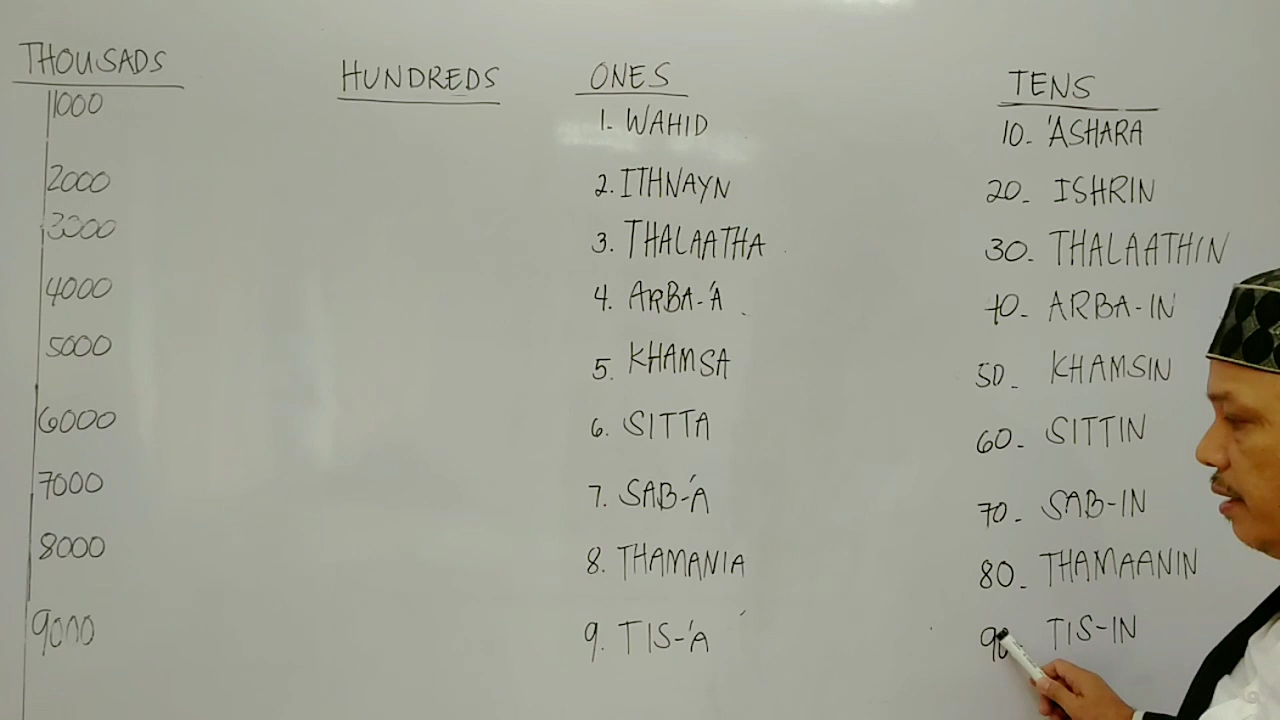 THOUSADS
1000
2000
3000
4000
5000
6000
7000
8000
9000
HUNDREDS
ONES
1. WAHID
2. ITHNAYN
3. THALAATHA
4. ARBA-'A
5. KHAMSA
6. SITTA
7. SAB-'A
8. THAMANIA
9. TIS-'A
TENS
10. 'ASHARA
20- ISHRIN
30- THALAATHIN
40- ARBA-IN
50- KHAMSIN
60- SITTIN
70- SAB-IN
80- THAMAANIN
90- TIS-IN